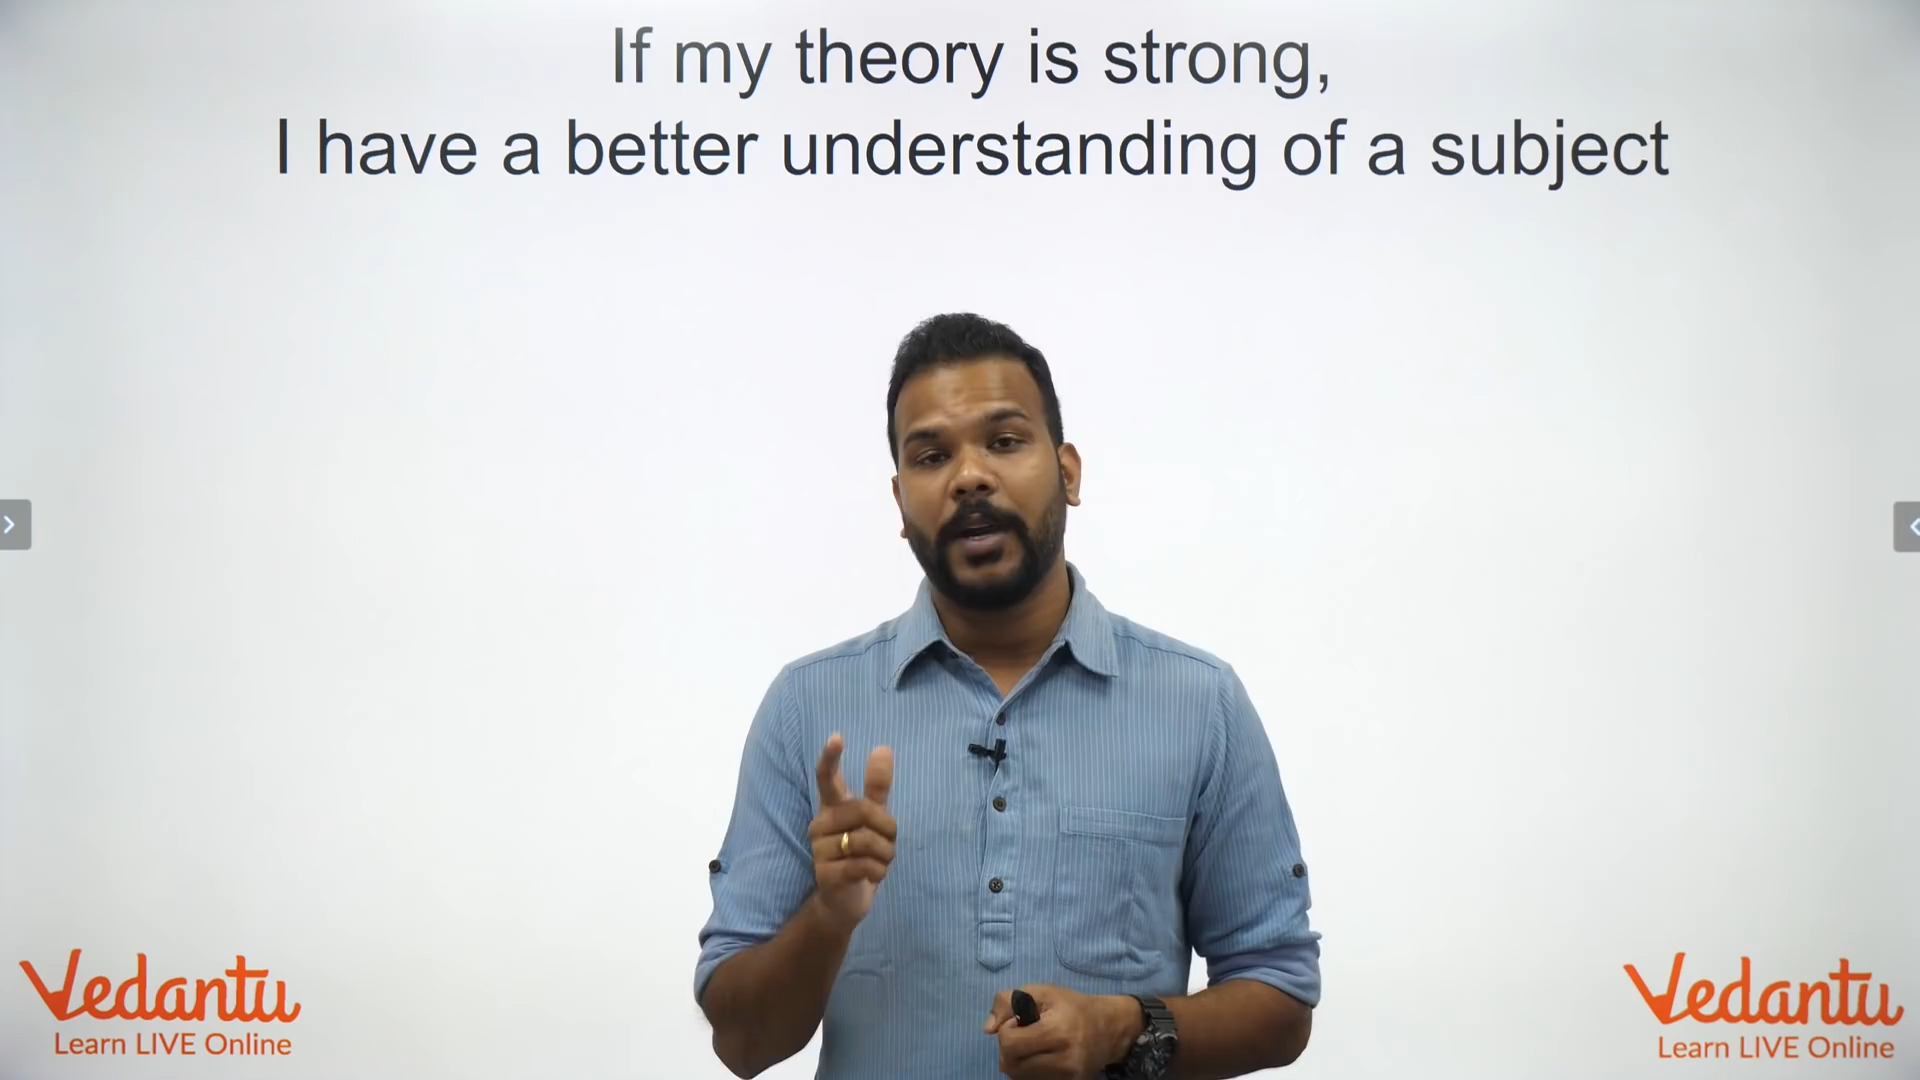 If my theory is strong,
I have a better understanding of a subject
Vedantu
Learn LIVE Online
Vedantu
Learn LIVE Online